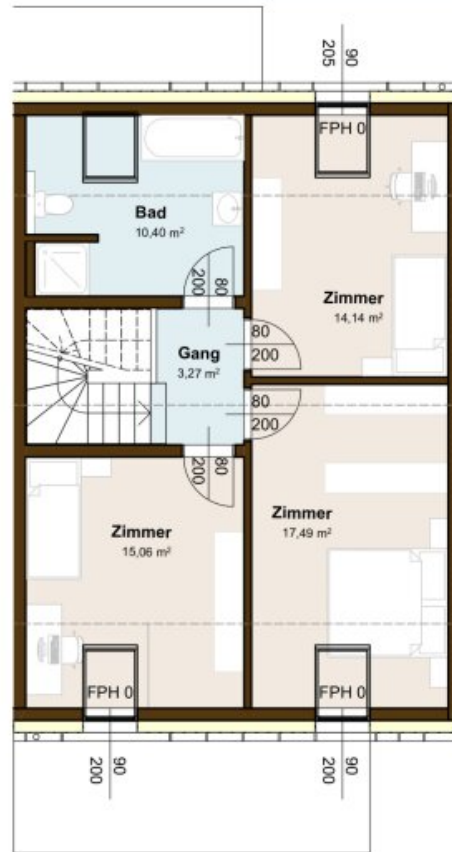 90
205
FPH 0
Bad
10,40 m²
Zimmer
14,14 m²
80
200
Gang
3,27 m²
80
200
80
200
80
200
Zimmer
15,06 m²
Zimmer
17,49 m²
FPH 0
FPH 0
90
200
90
200